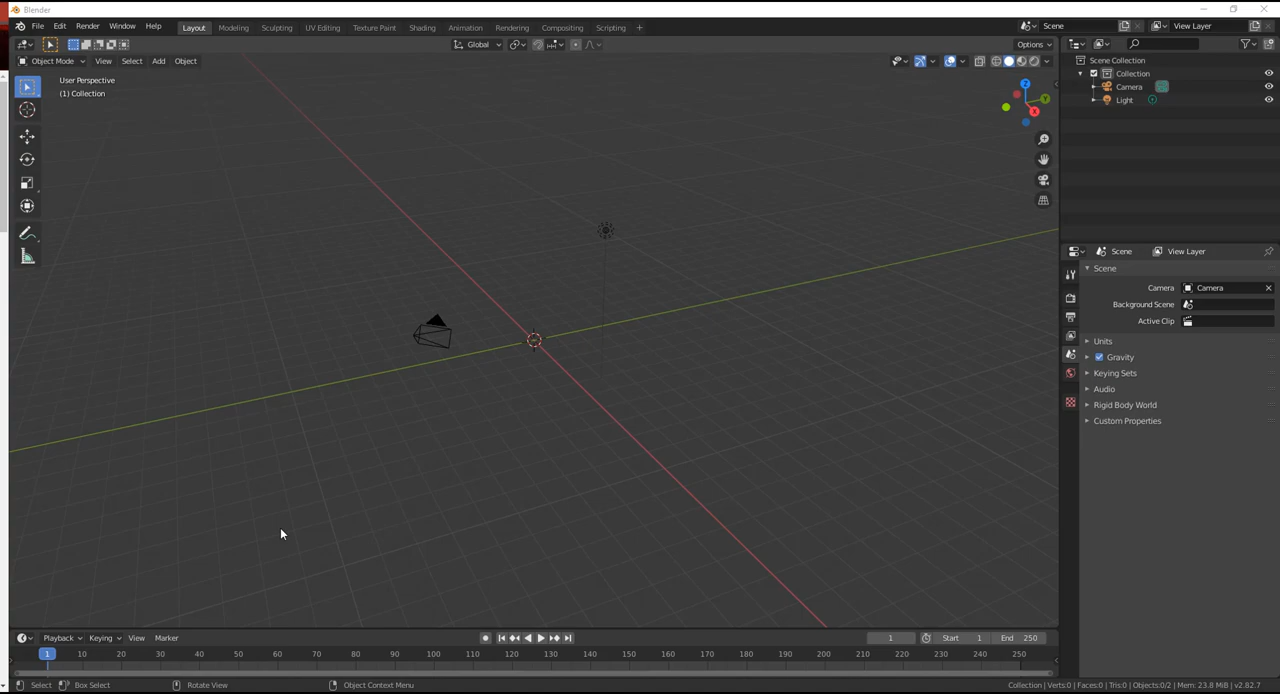 Blender
File Edit Render Window Help Layout Modeling Sculpting UV Editing Texture Paint Shading Animation Rendering Compositing Scripting + Scene View Layer
Global Options
Object Mode View Select Add Object
User Perspective
(1) Collection
Z
Y
X
Scene Collection
Collection
Camera
Light
Scene View Layer
Scene
Camera Camera
Background Scene
Active Clip
Units
Gravity
Keying Sets
Audio
Rigid Body World
Custom Properties
Playback Keying View Marker 1 Start 1 End 250
1 10 20 30 40 50 60 70 80 90 100 110 120 130 140 150 160 170 180 190 200 210 220 230 240 250
Select Box Select Rotate View Object Context Menu Collection | Verts:0 | Faces:0 | Tris:0 | Objects:0/2 | Mem: 23.8 MiB | v2.82.7